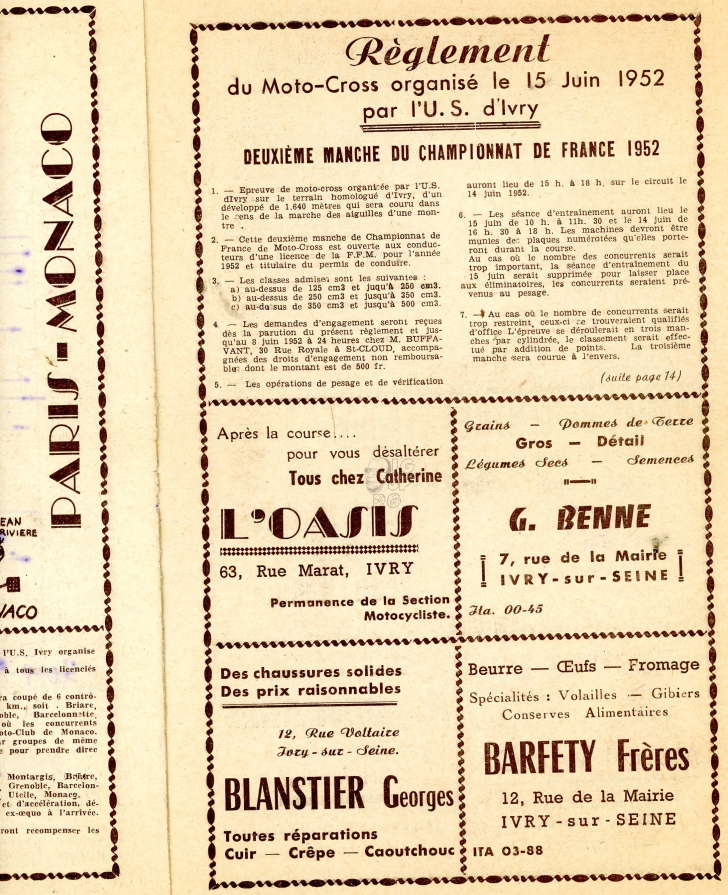 PARIS - MONACO
EAN
RIVIERE
NACO
l'U.S. Ivry organise
à tous les licenciés
ra coupé de 6 contrô-
km., soit . Briare,
oble, Barcelonnette,
où les concurrents
oto-Club de Monaco.
ar groupes de même
e pour prendre direc
Montargis, Briare,
Grenoble, Barcelon-
Utelle, Monaco.
et d'accélération, dé-
ex-œquo à l'arrivée.
ront recompenser les
Règlement
du Moto-Cross organisé le 15 Juin 1952
par l'U.S. d'Ivry
DEUXIÈME MANCHE DU CHAMPIONNAT DE FRANCE 1952
1. — Epreuve de moto-cross organisée par l'U.S.
dIvry sur le terrain homologué d'Ivry, d'un
développé de 1.640 mètres qui sera couru dans
le sens de la marche des aiguilles d'une mon-
tre .
2. — Cette deuxième manche de Championnat de
France de Moto-Cross est ouverte aux conduc-
teurs d'une licence de la F.F.M. pour l'année
1952 et titulaire du permis de conduire.
3. — Les classes admises sont les suivantes :
a) au-dessus de 125 cm3 et juqu'à 250 cm3.
b) au-dessus de 250 cm3 et jusqu'à 350 cm3.
c) au-dessus de 350 cm3 et jusqu'à 500 cm3.
4 — Les demandes d'engagement seront reçues
dès la parution du présent règlement et jus-
qu'au 8 juin 1952 à 24 heures chez M. BUFFA-
VANT, 30 Rue Royale à St-CLOUD, accompa-
gnées des droits d'engagement non remboursa-
bles dont le montant est de 500 fr.
5. — Les opérations de pesage et de vérification
auront lieu de 15 h. à 18 h. sur le circuit le
14 juin 1952.
6. — Les séance d'entraînement auront lieu le
15 juin de 10 h. à 11h. 30 et le 14 juin de
16 h. 30 à 18 h. Les machines devront être
munies des plaques numérotées qu'elles porte-
ront durant la course.
Au cas où le nombre des concurrents serait
trop important, la séance d'entraînement du
15 juin serait supprimée pour laisser place
aux éliminatoires, les concurrents seraient pré-
venus au pesage.
7. — Au cas où le nombre de concurrents serait
trop restreint, ceux-ci se trouveraient qualifiés
d'office L'épreuve se déroulerait en trois man-
ches par cylindrée, le classement serait effec-
tué par addition de points. La troisième
manche sera courue à l'envers.
(suite page 14)
Après la course....
pour vous désaltérer
Tous chez Catherine
L'OASIS
63, Rue Marat, IVRY
Permanence de la Section
Motocycliste.
Grains — Pommes de Terre
Gros — Détail
Légumes Secs — Semences
G. BENNE
7, rue de la Mairie
IVRY-sur-SEINE
Ita. 00-45
Des chaussures solides
Des prix raisonnables
12, Rue Voltaire
Ivry-sur-Seine.
BLANSTIER Georges
Toutes réparations
Cuir — Crêpe — Caoutchouc
Beurre — Œufs — Fromage
Spécialités : Volailles — Gibiers
Conserves Alimentaires
BARFETY Frères
12, Rue de la Mairie
IVRY-sur-SEINE
ITA 03-88